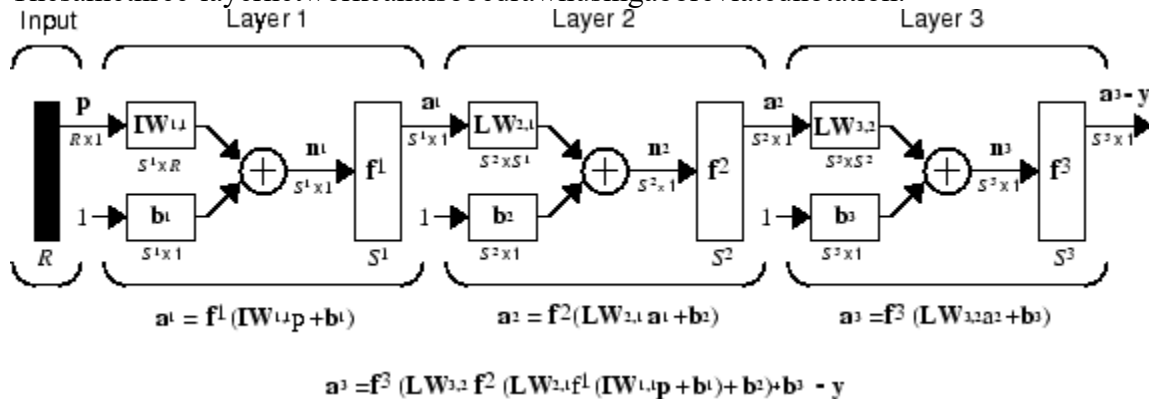 Thesamethree-layernetworkcanalsobedrawnusingabbreviatednotation.
Input Layer 1 Layer 2 Layer 3
p a¹ a² a³ - y
IW¹,¹ LW²,¹ LW³,²
R x 1 n¹ S¹ x 1 n² S² x 1 n³ S³ x 1
S¹ x R f¹ S² x S¹ f² S³ x S² f³
+ S¹ x 1 + S² x 1 + S³ x 1
1 b¹ 1 b² 1 b³
R S¹ x 1 S¹ S² x 1 S² S³ x 1 S³
a¹ = f¹ (IW¹,¹p +b¹) a² = f²(LW²,¹ a¹ +b²) a³ =f³ (LW³,²a² +b³)
a³ =f³ (LW³,² f² (LW²,¹f¹ (IW¹,¹p + b¹)+ b²)+b³ - y